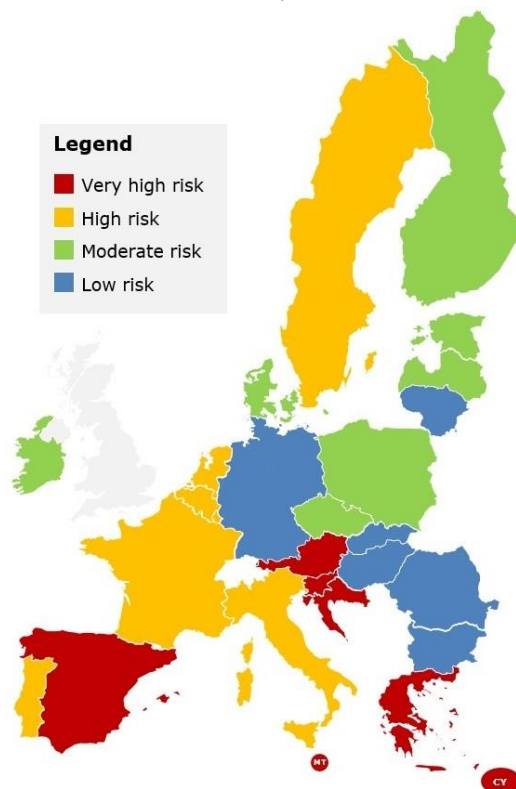 Legend
Very high risk
High risk
Moderate risk
Low risk
MT
CY